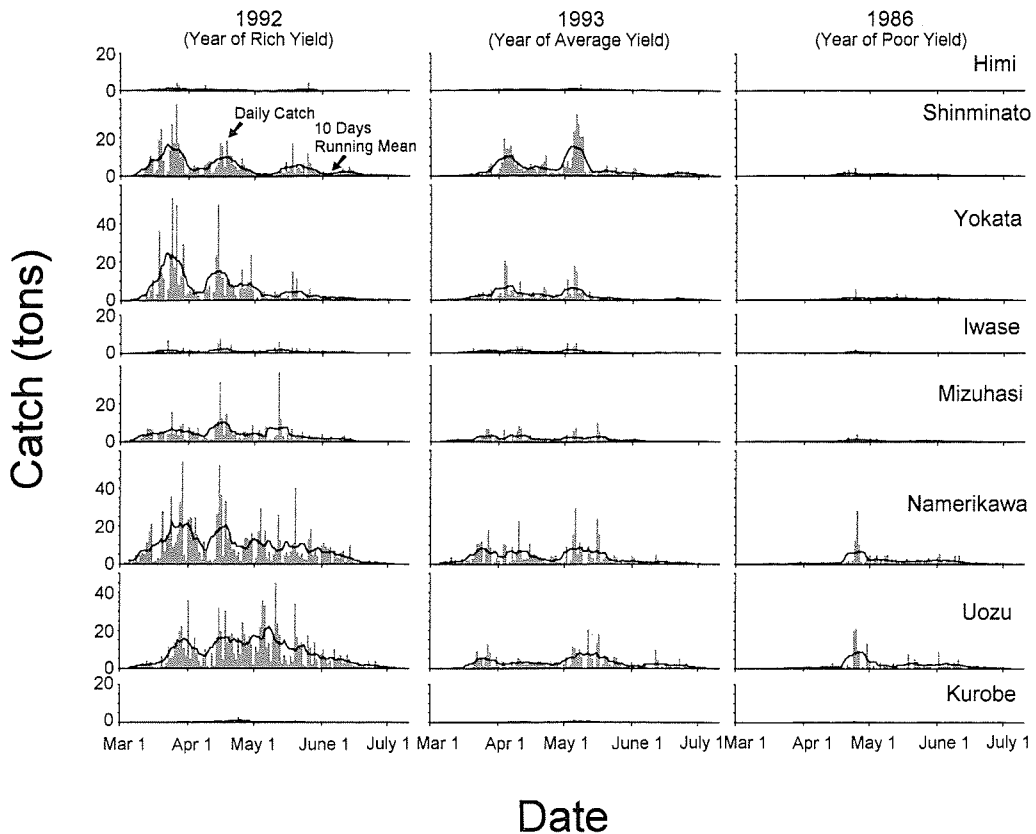 1992
(Year of Rich Yield)
1993
(Year of Average Yield)
1986
(Year of Poor Yield)
Catch (tons)
20
0
Himi
20
0
Daily Catch
10 Days
Running Mean
Shinminato
40
20
0
Yokata
20
0
Iwase
20
0
Mizuhasi
40
20
0
Namerikawa
40
20
0
Uozu
20
0
Kurobe
Mar 1 Apr 1 May 1 June 1 July 1
Mar 1 Apr 1 May 1 June 1 July 1
Mar 1 Apr 1 May 1 June 1 July 1
Date